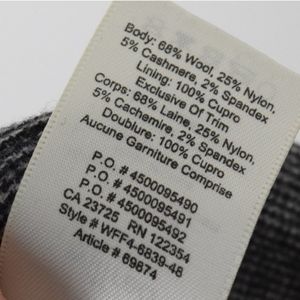 Body: 68% Wool, 25% Nylon,
5% Cashmere, 2% Spandex
Lining: 100% Cupro
Exclusive Of Trim
Corps: 68% Laine, 25% Nylon,
5% Cachemire, 2% Spandex
Doublure: 100% Cupro
Aucune Garniture Comprise
P.O. # 4500095490
P.O. # 4500095491
P.O. # 4500095492
CA 23725 RN 122354
Style # WFF4-6839-48
Article # 69874